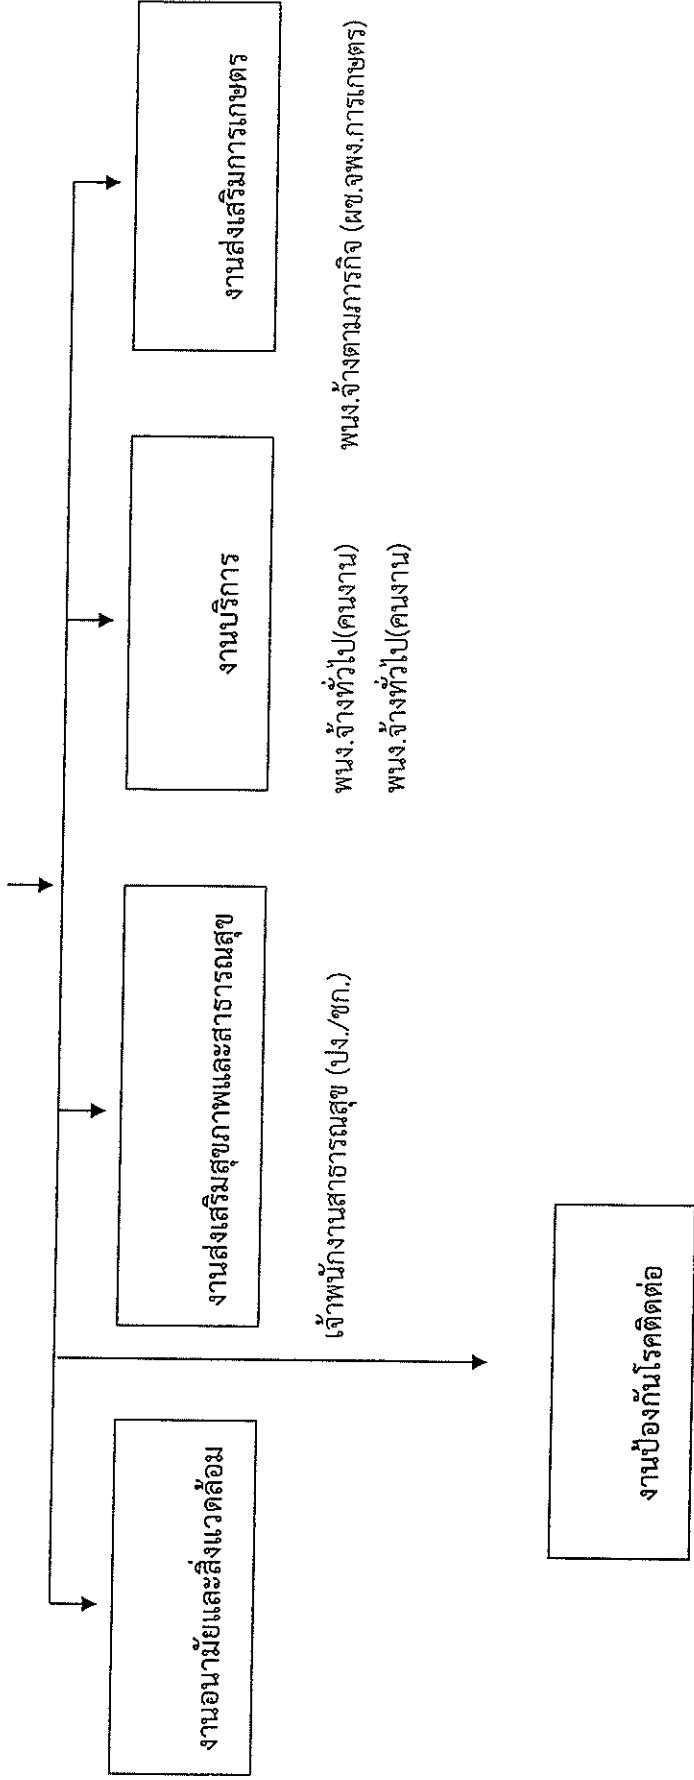 งานอนามัยและสิ่งแวดล้อม
งานส่งเสริมสุขภาพและสาธารณสุข
งานบริการ
งานส่งเสริมการเกษตร
เจ้าพนักงานสาธารณสุข (ปง./ชก.)
พนง.จ้างทั่วไป(คนงาน)
พนง.จ้างทั่วไป(คนงาน)
พนง.จ้างตามภารกิจ (ผช.จพง.การเกษตร)
งานป้องกันโรคติดต่อ